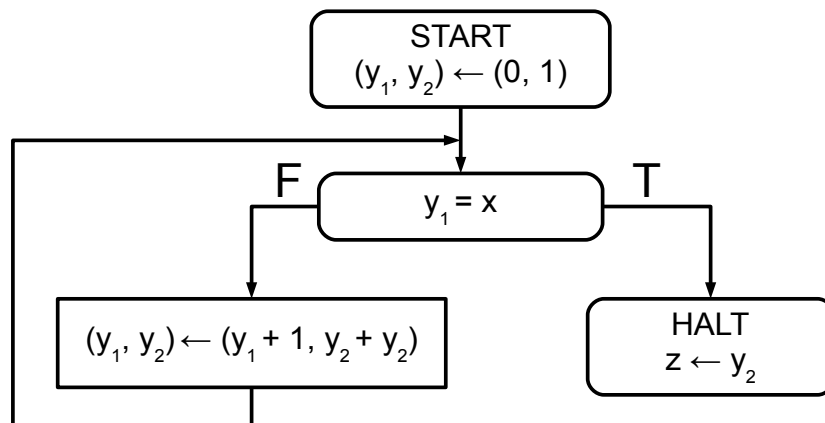 START
(y₁, y₂) ← (0, 1)
F
T
y₁ = x
(y₁, y₂) ← (y₁ + 1, y₂ + y₂)
HALT
z ← y₂